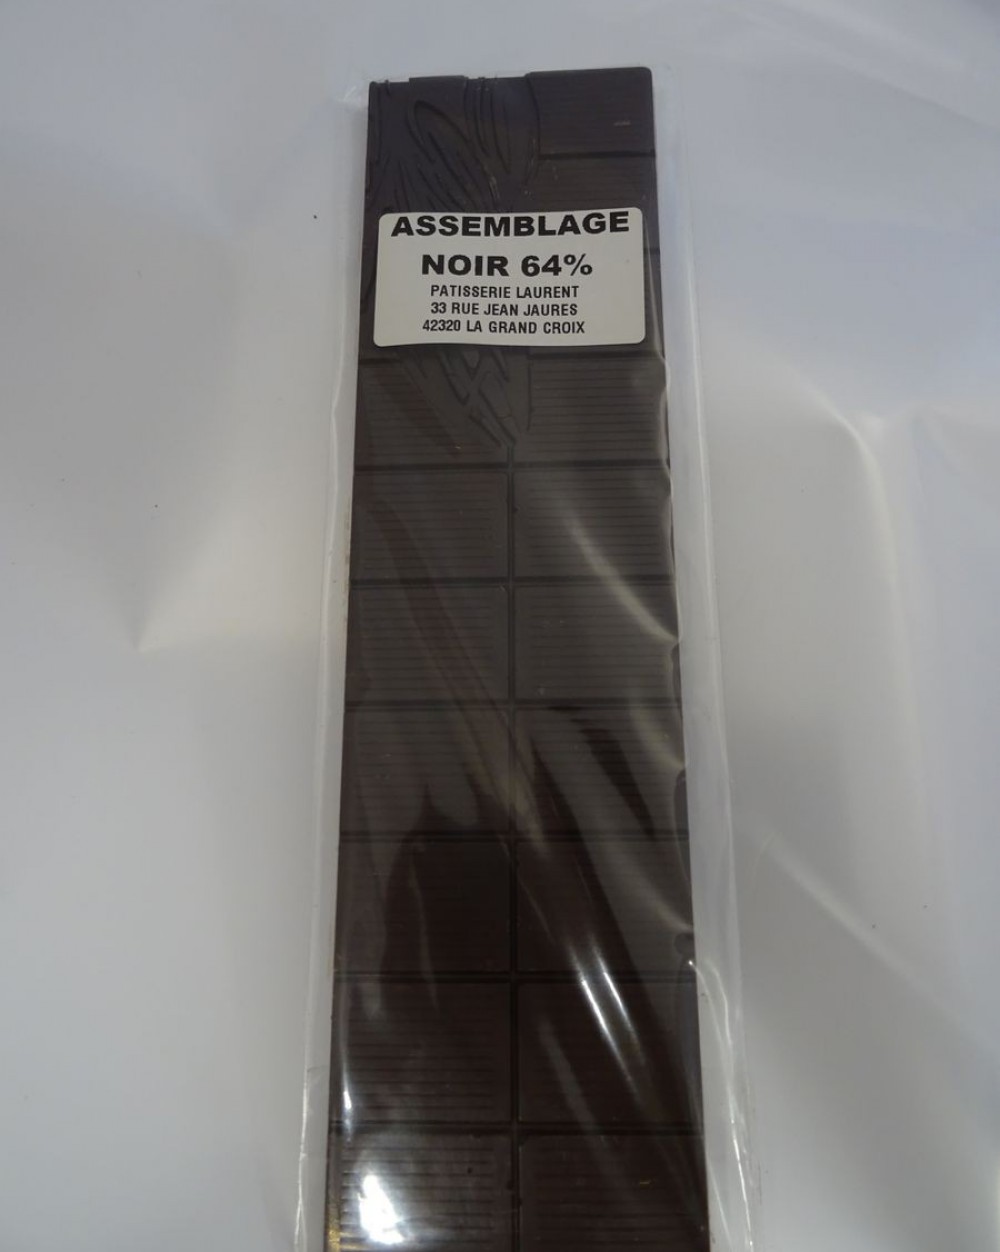 ASSEMBLAGE
NOIR 64%
PATISSERIE LAURENT
33 RUE JEAN JAURES
42320 LA GRAND CROIX